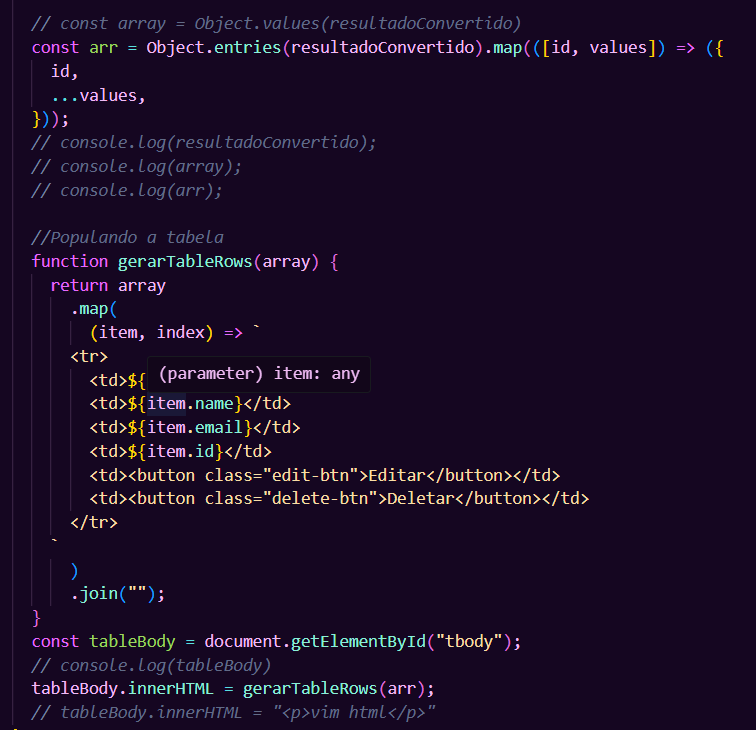 // const array = Object.values(resultadoConvertido)
const arr = Object.entries(resultadoConvertido).map(([id, values]) => ({
  id,
  ...values,
}));
// console.log(resultadoConvertido);
// console.log(array);
// console.log(arr);

//Populando a tabela
function gerarTableRows(array) {
  return array
    .map(
      (item, index) => `
    <tr>
(parameter) item: any
      <td>${
      <td>${item.name}</td>
      <td>${item.email}</td>
      <td>${item.id}</td>
      <td><button class="edit-btn">Editar</button></td>
      <td><button class="delete-btn">Deletar</button></td>
    </tr>
  `
    )
    .join("");
}
const tableBody = document.getElementById("tbody");
// console.log(tableBody)
tableBody.innerHTML = gerarTableRows(arr);
// tableBody.innerHTML = "<p>vim html</p>"